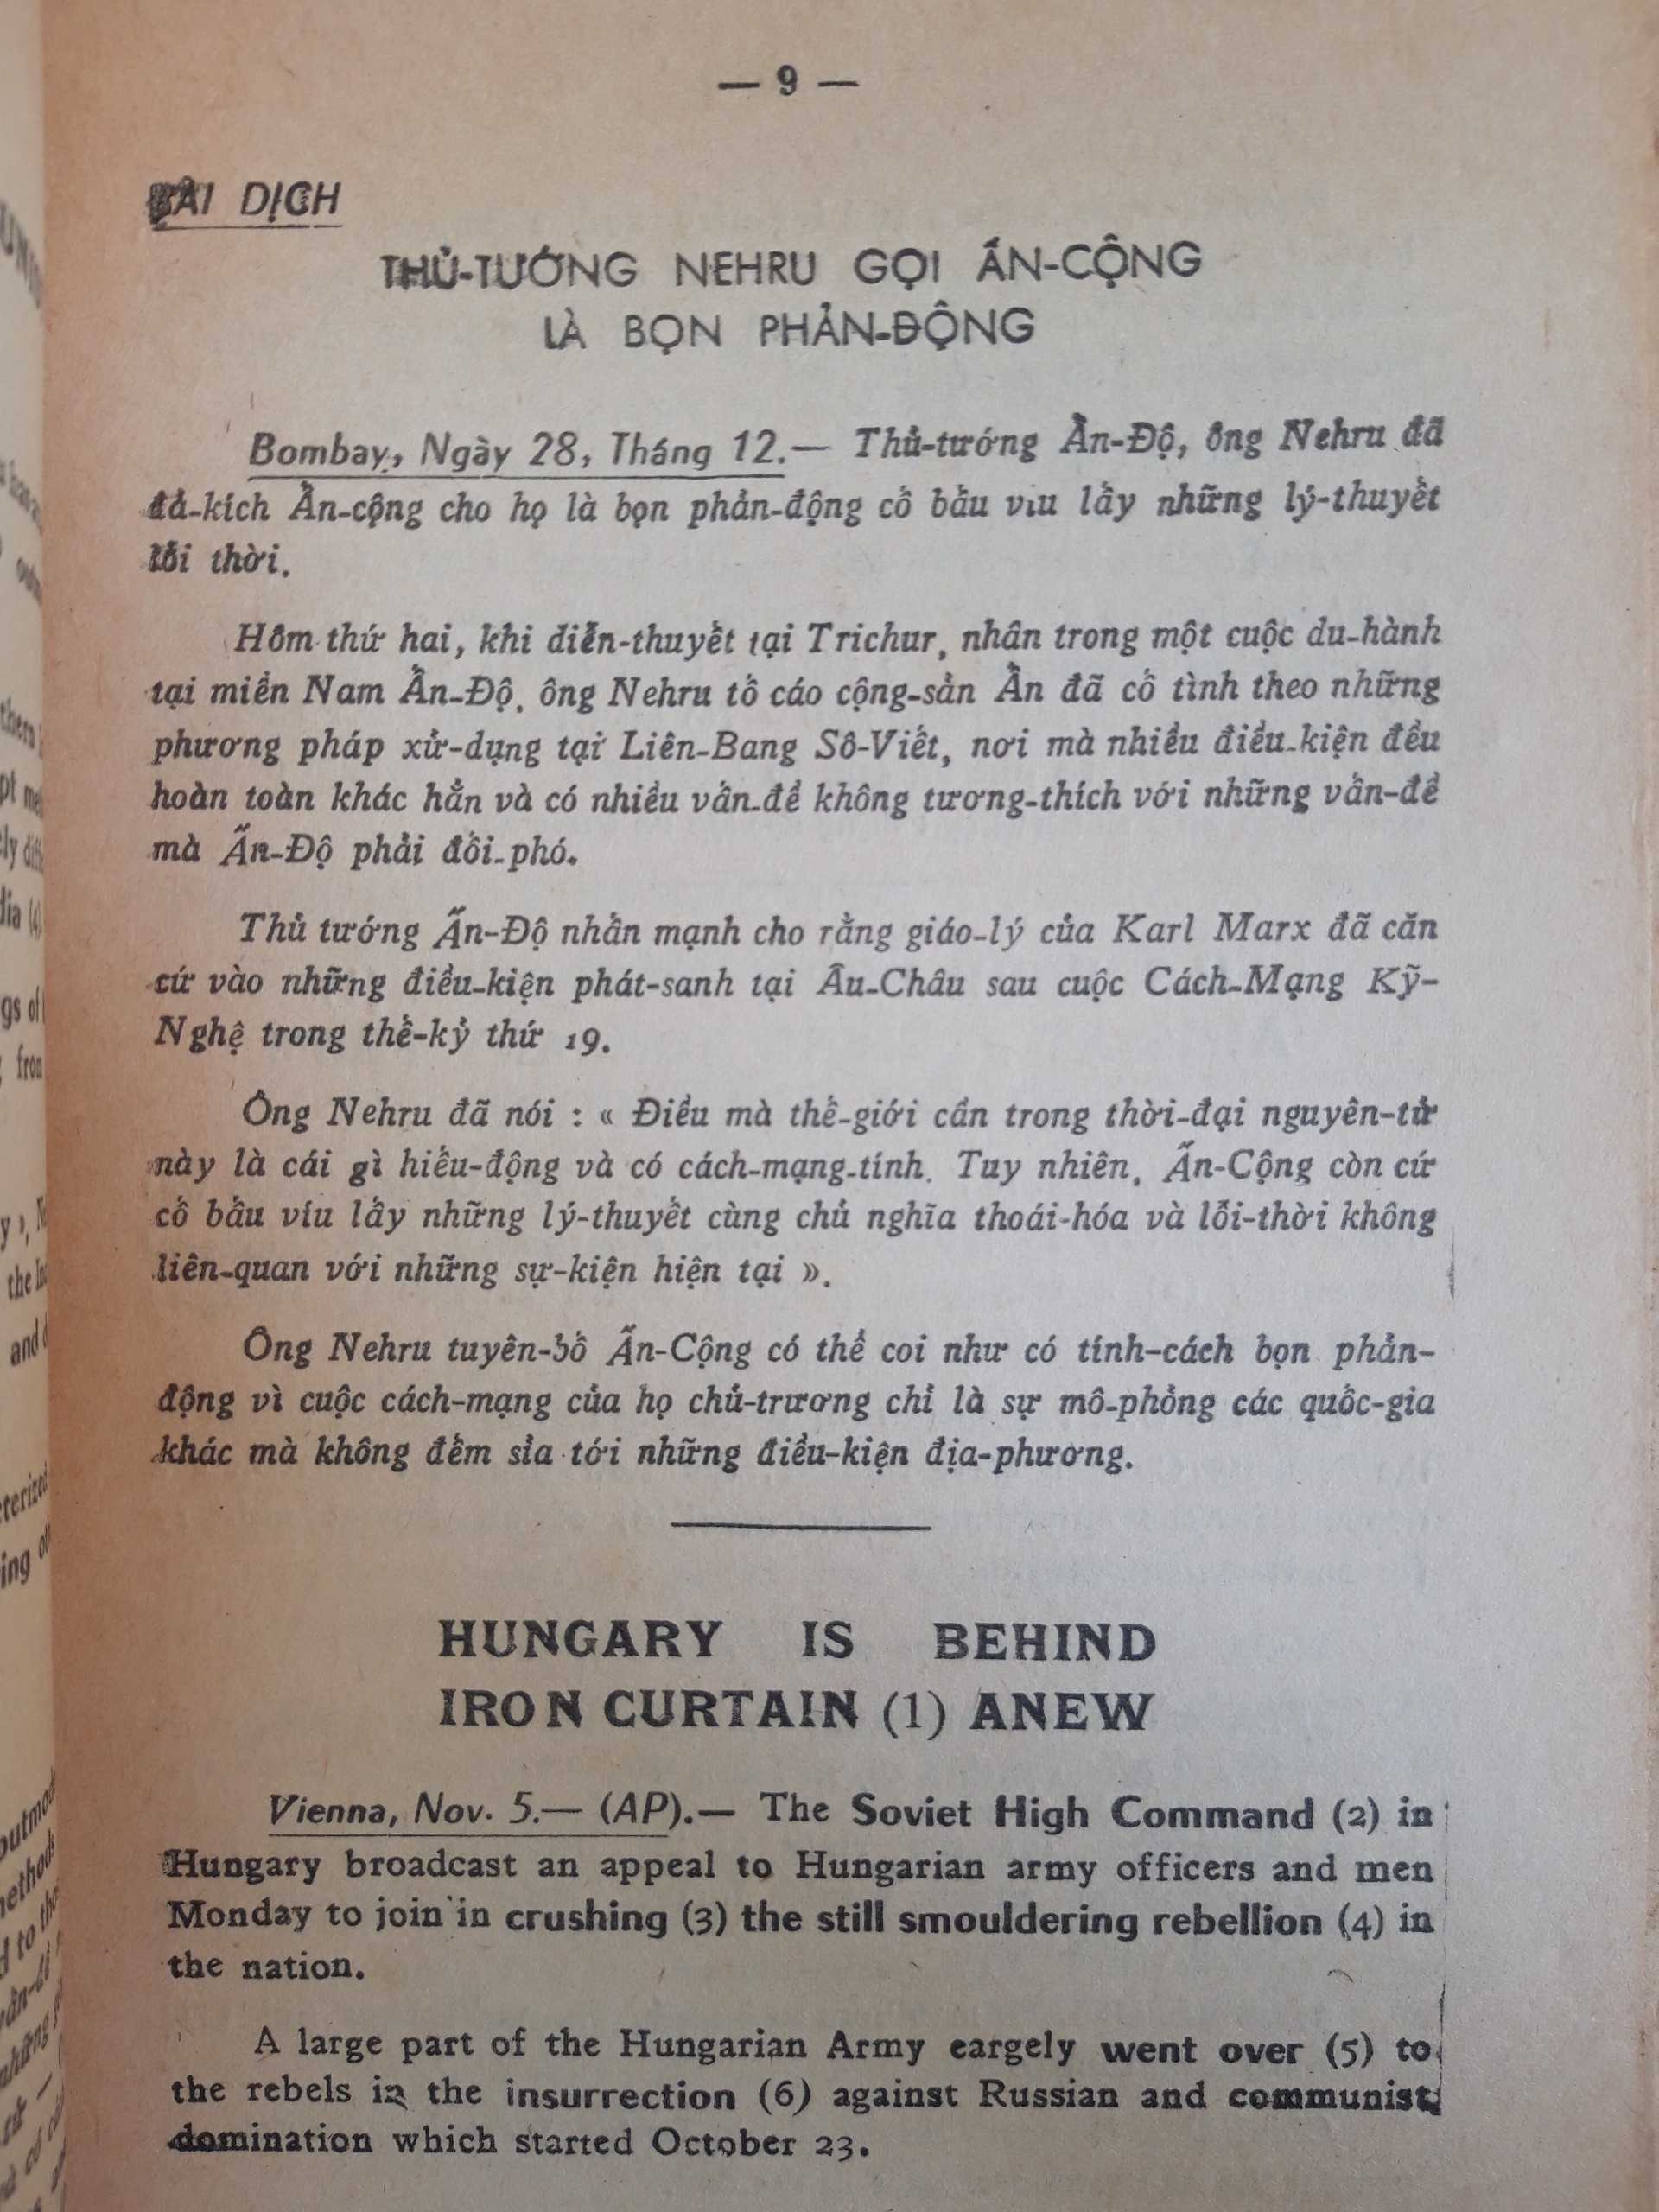 — 9 —
BÀI DỊCH
THỦ-TƯỚNG NEHRU GỌI ẤN-CỘNG
LÀ BỌN PHẢN-ĐỘNG
Bombay, Ngày 28, Tháng 12.— Thủ-tướng Ấn-Độ, ông Nehru đã
đả-kích Ấn-cộng cho họ là bọn phản-động cố bấu víu lấy những lý-thuyết
lỗi thời.
Hôm thứ hai, khi diễn-thuyết tại Trichur, nhân trong một cuộc du-hành
tại miền Nam Ấn-Độ, ông Nehru tố cáo cộng-sản Ấn đã cố tình theo những
phương pháp xử-dụng tại Liên-Bang Sô-Viết, nơi mà nhiều điều-kiện đều
hoàn toàn khác hẳn và có nhiều vấn-đề không tương-thích với những vấn-đề
mà Ấn-Độ phải đối-phó.
Thủ tướng Ấn-Độ nhấn mạnh cho rằng giáo-lý của Karl Marx đã căn
cứ vào những điều-kiện phát-sanh tại Âu-Châu sau cuộc Cách-Mạng Kỹ-
Nghệ trong thế-kỷ thứ 19.
Ông Nehru đã nói : « Điều mà thế-giới cần trong thời-đại nguyên-tử
này là cái gì hiếu-động và có cách-mạng-tính. Tuy nhiên, Ấn-Cộng còn cứ
cố bấu víu lấy những lý-thuyết cùng chủ nghĩa thoái-hóa và lỗi-thời không
liên-quan với những sự-kiện hiện tại ».
Ông Nehru tuyên-bố Ấn-Cộng có thể coi như có tính-cách bọn phản-
động vì cuộc cách-mạng của họ chủ-trương chỉ là sự mô-phỏng các quốc-gia
khác mà không đếm sỉa tới những điều-kiện địa-phương.
HUNGARY IS BEHIND
IRON CURTAIN (1) ANEW
Vienna, Nov. 5.— (AP).— The Soviet High Command (2) in
Hungary broadcast an appeal to Hungarian army officers and men
Monday to join in crushing (3) the still smouldering rebellion (4) in
the nation.
A large part of the Hungarian Army eargely went over (5) to
the rebels in the insurrection (6) against Russian and communist
domination which started October 23.